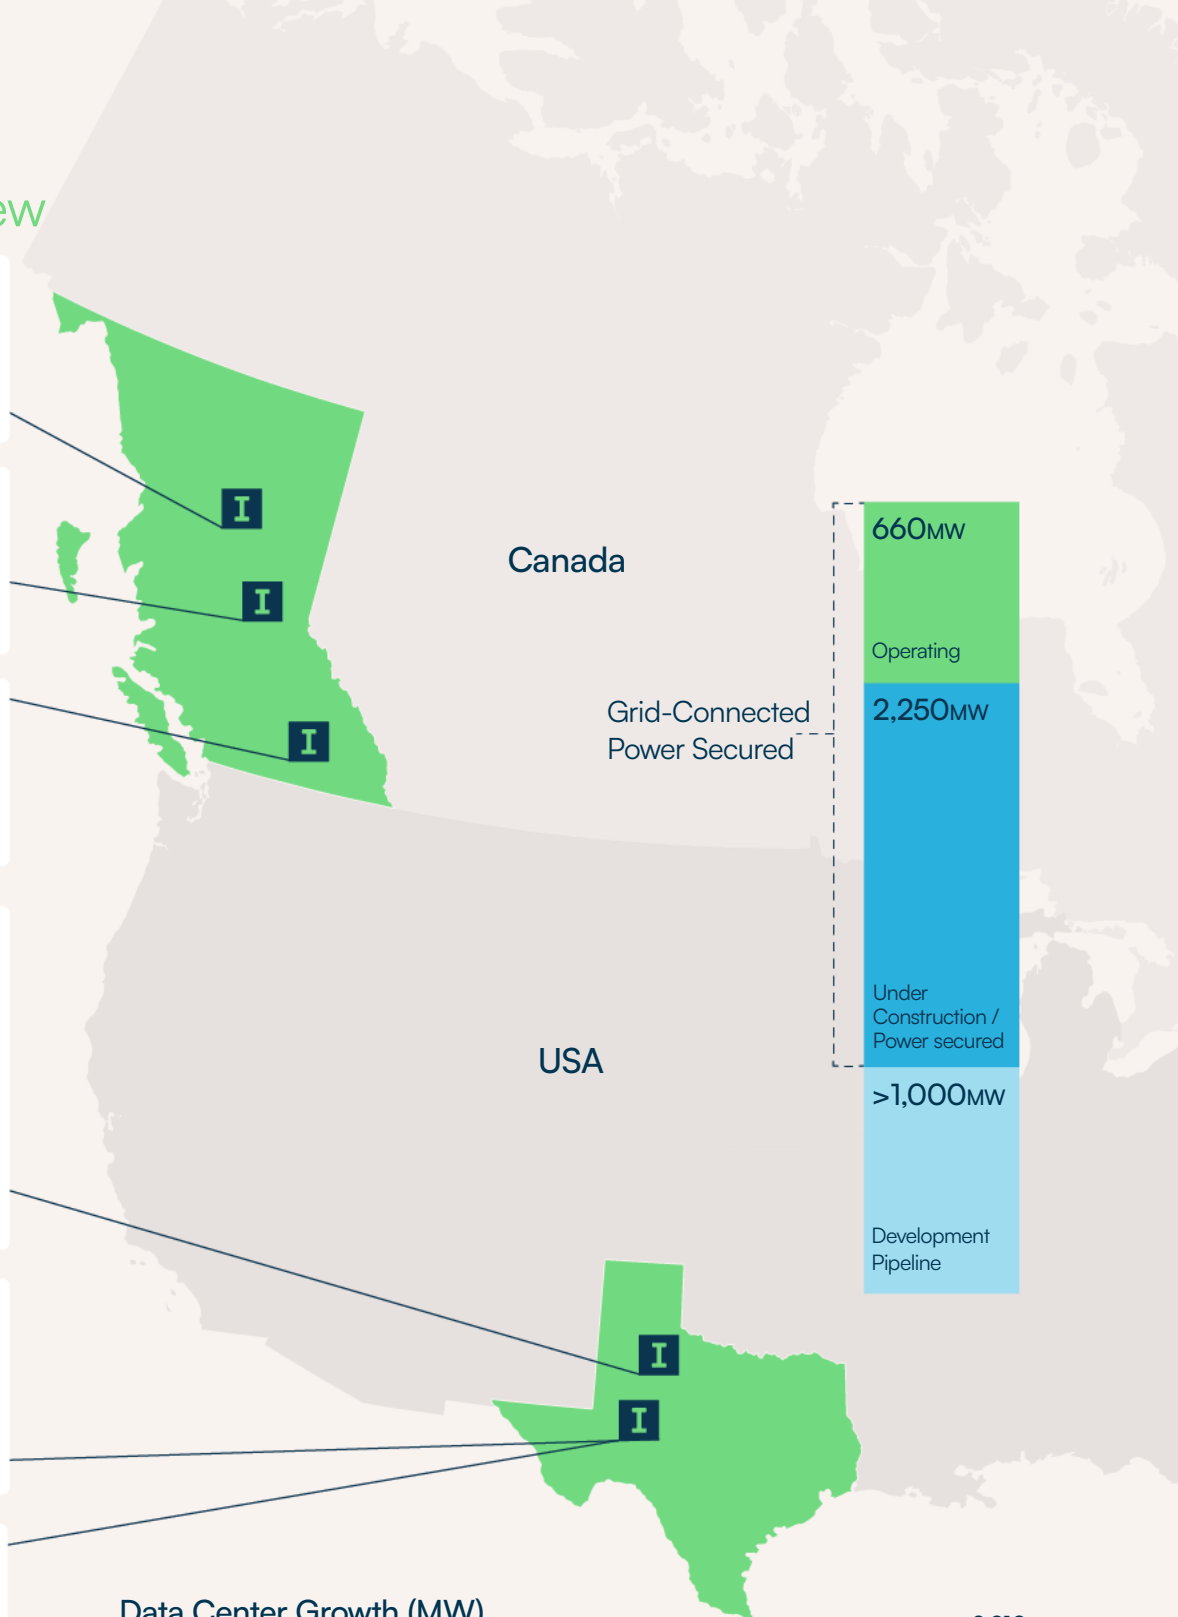 ew
I
I
Canada
660MW
Operating
Grid-Connected
Power Secured
2,250MW
I
Under
Construction /
Power secured
USA
>1,000MW
Development
Pipeline
I
I
Data Center Growth (MW)